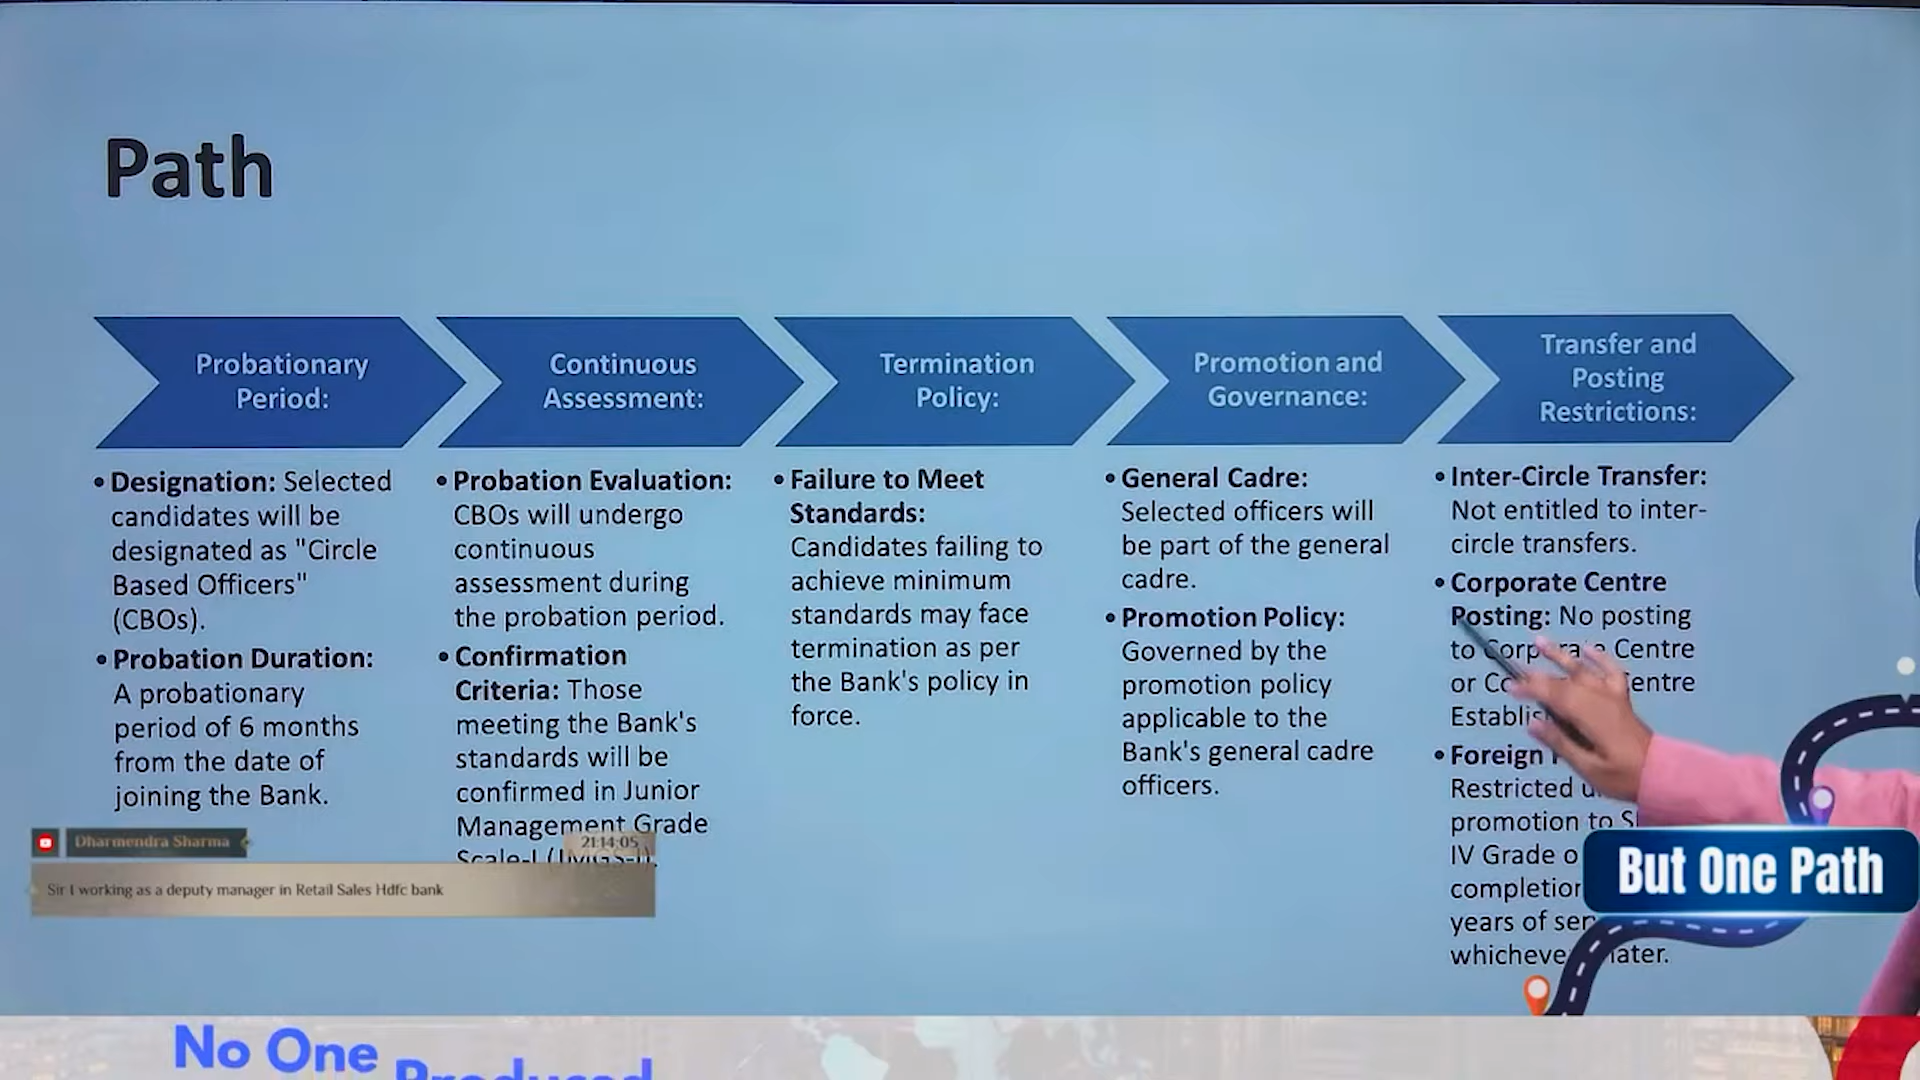 Path
Probationary
Period:
Continuous
Assessment:
Termination
Policy:
Promotion and
Governance:
Transfer and
Posting
Restrictions:
• Designation: Selected
candidates will be
designated as "Circle
Based Officers"
(CBOs).
• Probation Duration:
A probationary
period of 6 months
from the date of
joining the Bank.
• Probation Evaluation:
CBOs will undergo
continuous
assessment during
the probation period.
• Confirmation
Criteria: Those
meeting the Bank's
standards will be
confirmed in Junior
Management Grade
Scale-I (JMGS-I).
• Failure to Meet
Standards:
Candidates failing to
achieve minimum
standards may face
termination as per
the Bank's policy in
force.
• General Cadre:
Selected officers will
be part of the general
cadre.
• Promotion Policy:
Governed by the
promotion policy
applicable to the
Bank's general cadre
officers.
• Inter-Circle Transfer:
Not entitled to inter-
circle transfers.
• Corporate Centre
Posting: No posting
to Centre
or
• Foreign
Restricted
promotion to
IV Grade
years of
Dharmendra Sharma
21:14:05
Sir I working as a deputy manager in Retail Sales Hdfc bank
But One Path
No One
Produced